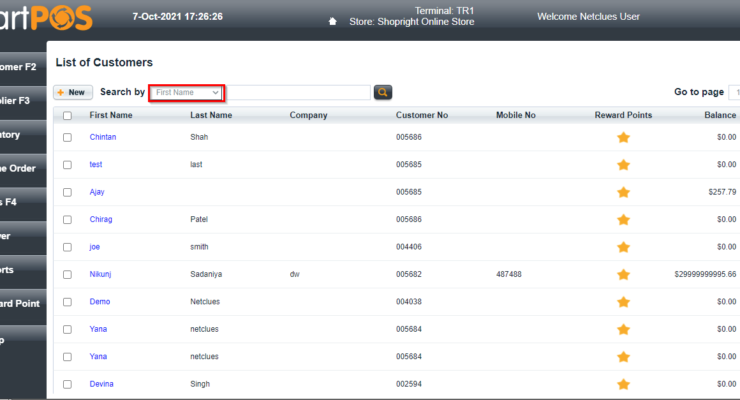 artPOS
7-Oct-2021 17:26:26
Terminal: TR1
Store: Shopright Online Store
Welcome Netclues User
omer F2
lier F3
ntory
ne Order
s F4
ver
orts
ard Point
p
List of Customers
New Search by First Name Go to page 1
First Name Last Name Company Customer No Mobile No Reward Points Balance
Chintan Shah 005686 $0.00
test last 005685 $0.00
Ajay 005685 $257.79
Chirag Patel 005686 $0.00
joe smith 004406 $0.00
Nikunj Sadaniya dw 005682 487488 $29999999995.66
Demo Netclues 004038 $0.00
Yana netclues 005684 $0.00
Yana netclues 005684 $0.00
Devina Singh 002594 $0.00